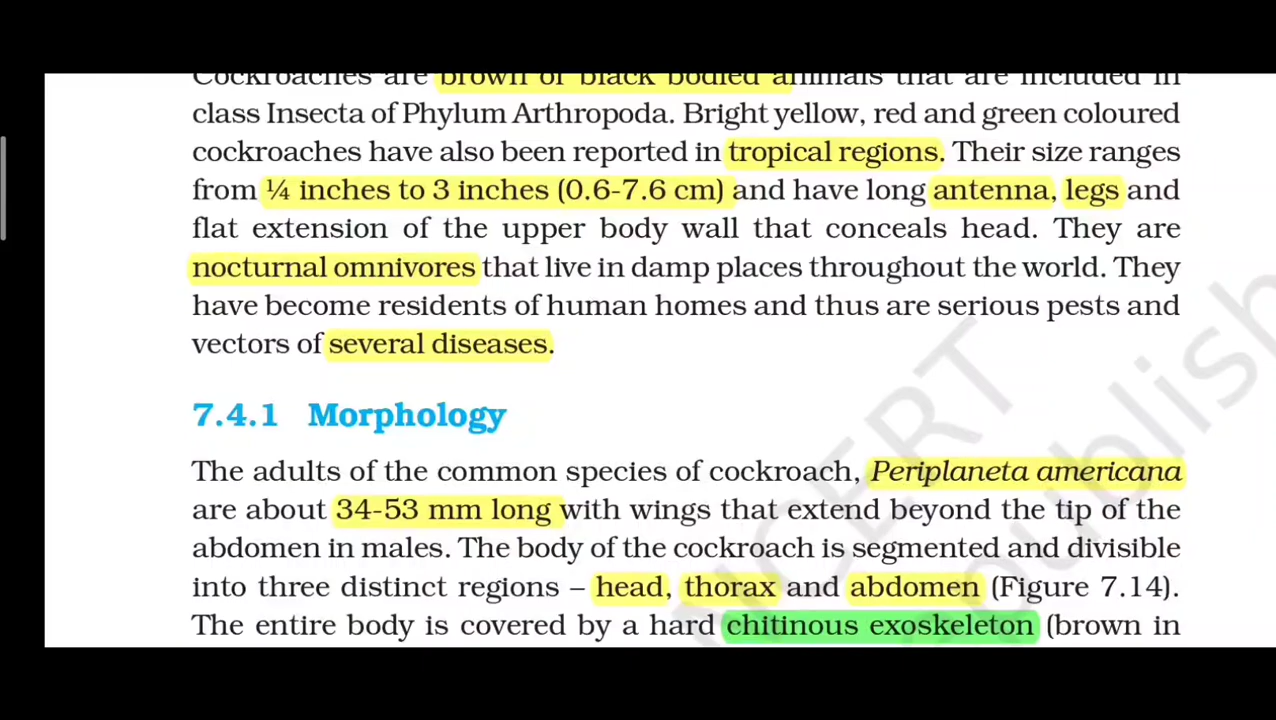 Cockroaches are brown or black bodied animals that are included in
class Insecta of Phylum Arthropoda. Bright yellow, red and green coloured
cockroaches have also been reported in tropical regions. Their size ranges
from ¼ inches to 3 inches (0.6-7.6 cm) and have long antenna, legs and
flat extension of the upper body wall that conceals head. They are
nocturnal omnivores that live in damp places throughout the world. They
have become residents of human homes and thus are serious pests and
vectors of several diseases.
7.4.1 Morphology
The adults of the common species of cockroach, Periplaneta americana
are about 34-53 mm long with wings that extend beyond the tip of the
abdomen in males. The body of the cockroach is segmented and divisible
into three distinct regions – head, thorax and abdomen (Figure 7.14).
The entire body is covered by a hard chitinous exoskeleton (brown in
NCERT